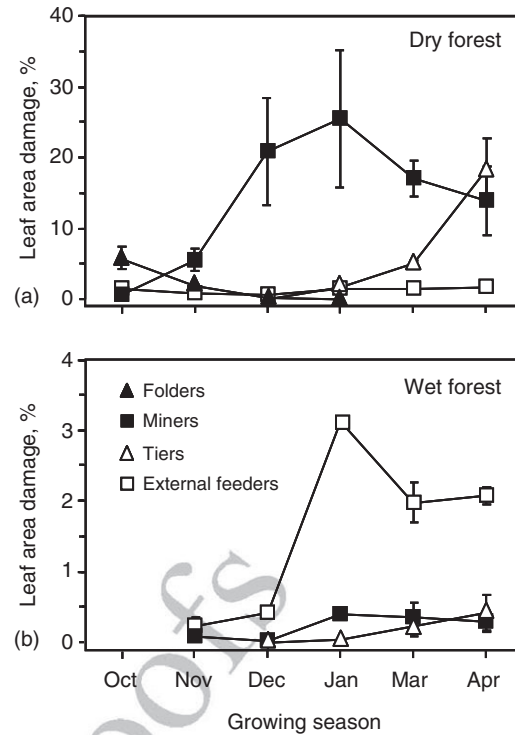 40
30
20
10
0
Leaf area damage, %
Dry forest
(a)
4
3
2
1
0
Leaf area damage, %
Wet forest
Folders
Miners
Tiers
External feeders
(b)
Oct Nov Dec Jan Mar Apr
Growing season
oofs